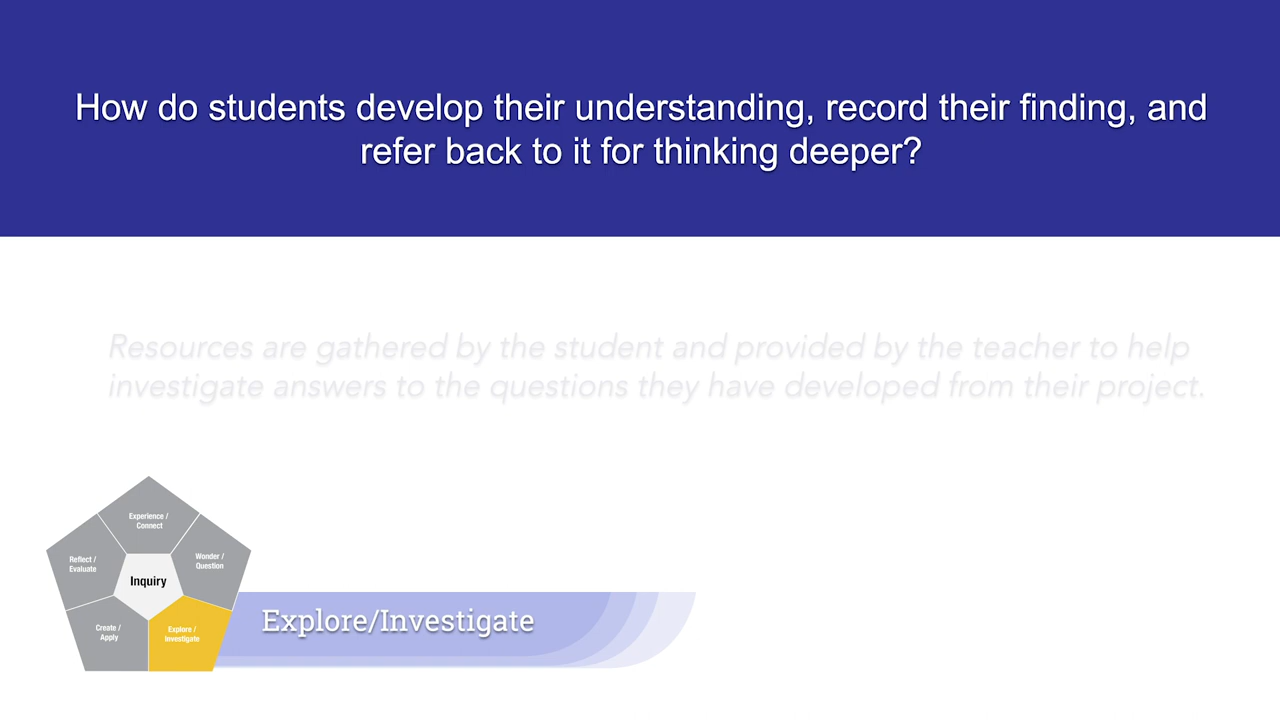 How do students develop their understanding, record their finding, and
refer back to it for thinking deeper?
Resources are gathered by the student and provided by the teacher to help
investigate answers to the questions they have developed from their project.
Experience /
Connect
Reflect /
Evaluate
Wonder /
Question
Inquiry
Create /
Apply
Explore /
Investigate
Explore/Investigate